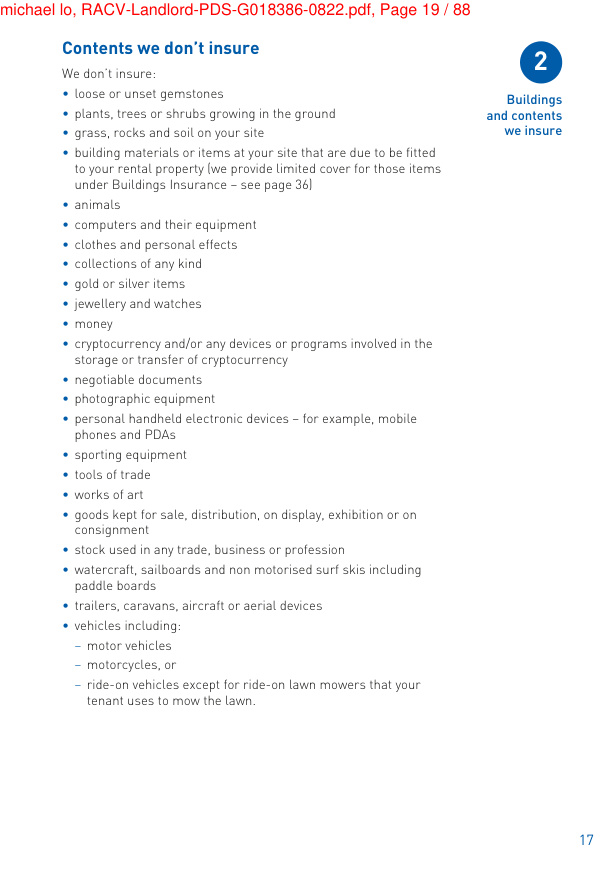 michael lo, RACV-Landlord-PDS-G018386-0822.pdf, Page 19 / 88
Contents we don't insure
We don't insure:
• loose or unset gemstones
• plants, trees or shrubs growing in the ground
• grass, rocks and soil on your site
• building materials or items at your site that are due to be fitted
to your rental property (we provide limited cover for those items
under Buildings Insurance – see page 36)
• animals
• computers and their equipment
• clothes and personal effects
• collections of any kind
• gold or silver items
• jewellery and watches
• money
• cryptocurrency and/or any devices or programs involved in the
storage or transfer of cryptocurrency
• negotiable documents
• photographic equipment
• personal handheld electronic devices – for example, mobile
phones and PDAs
• sporting equipment
• tools of trade
• works of art
• goods kept for sale, distribution, on display, exhibition or on
consignment
• stock used in any trade, business or profession
• watercraft, sailboards and non motorised surf skis including
paddle boards
• trailers, caravans, aircraft or aerial devices
• vehicles including:
– motor vehicles
– motorcycles, or
– ride-on vehicles except for ride-on lawn mowers that your
tenant uses to mow the lawn.
2
Buildings
and contents
we insure
17